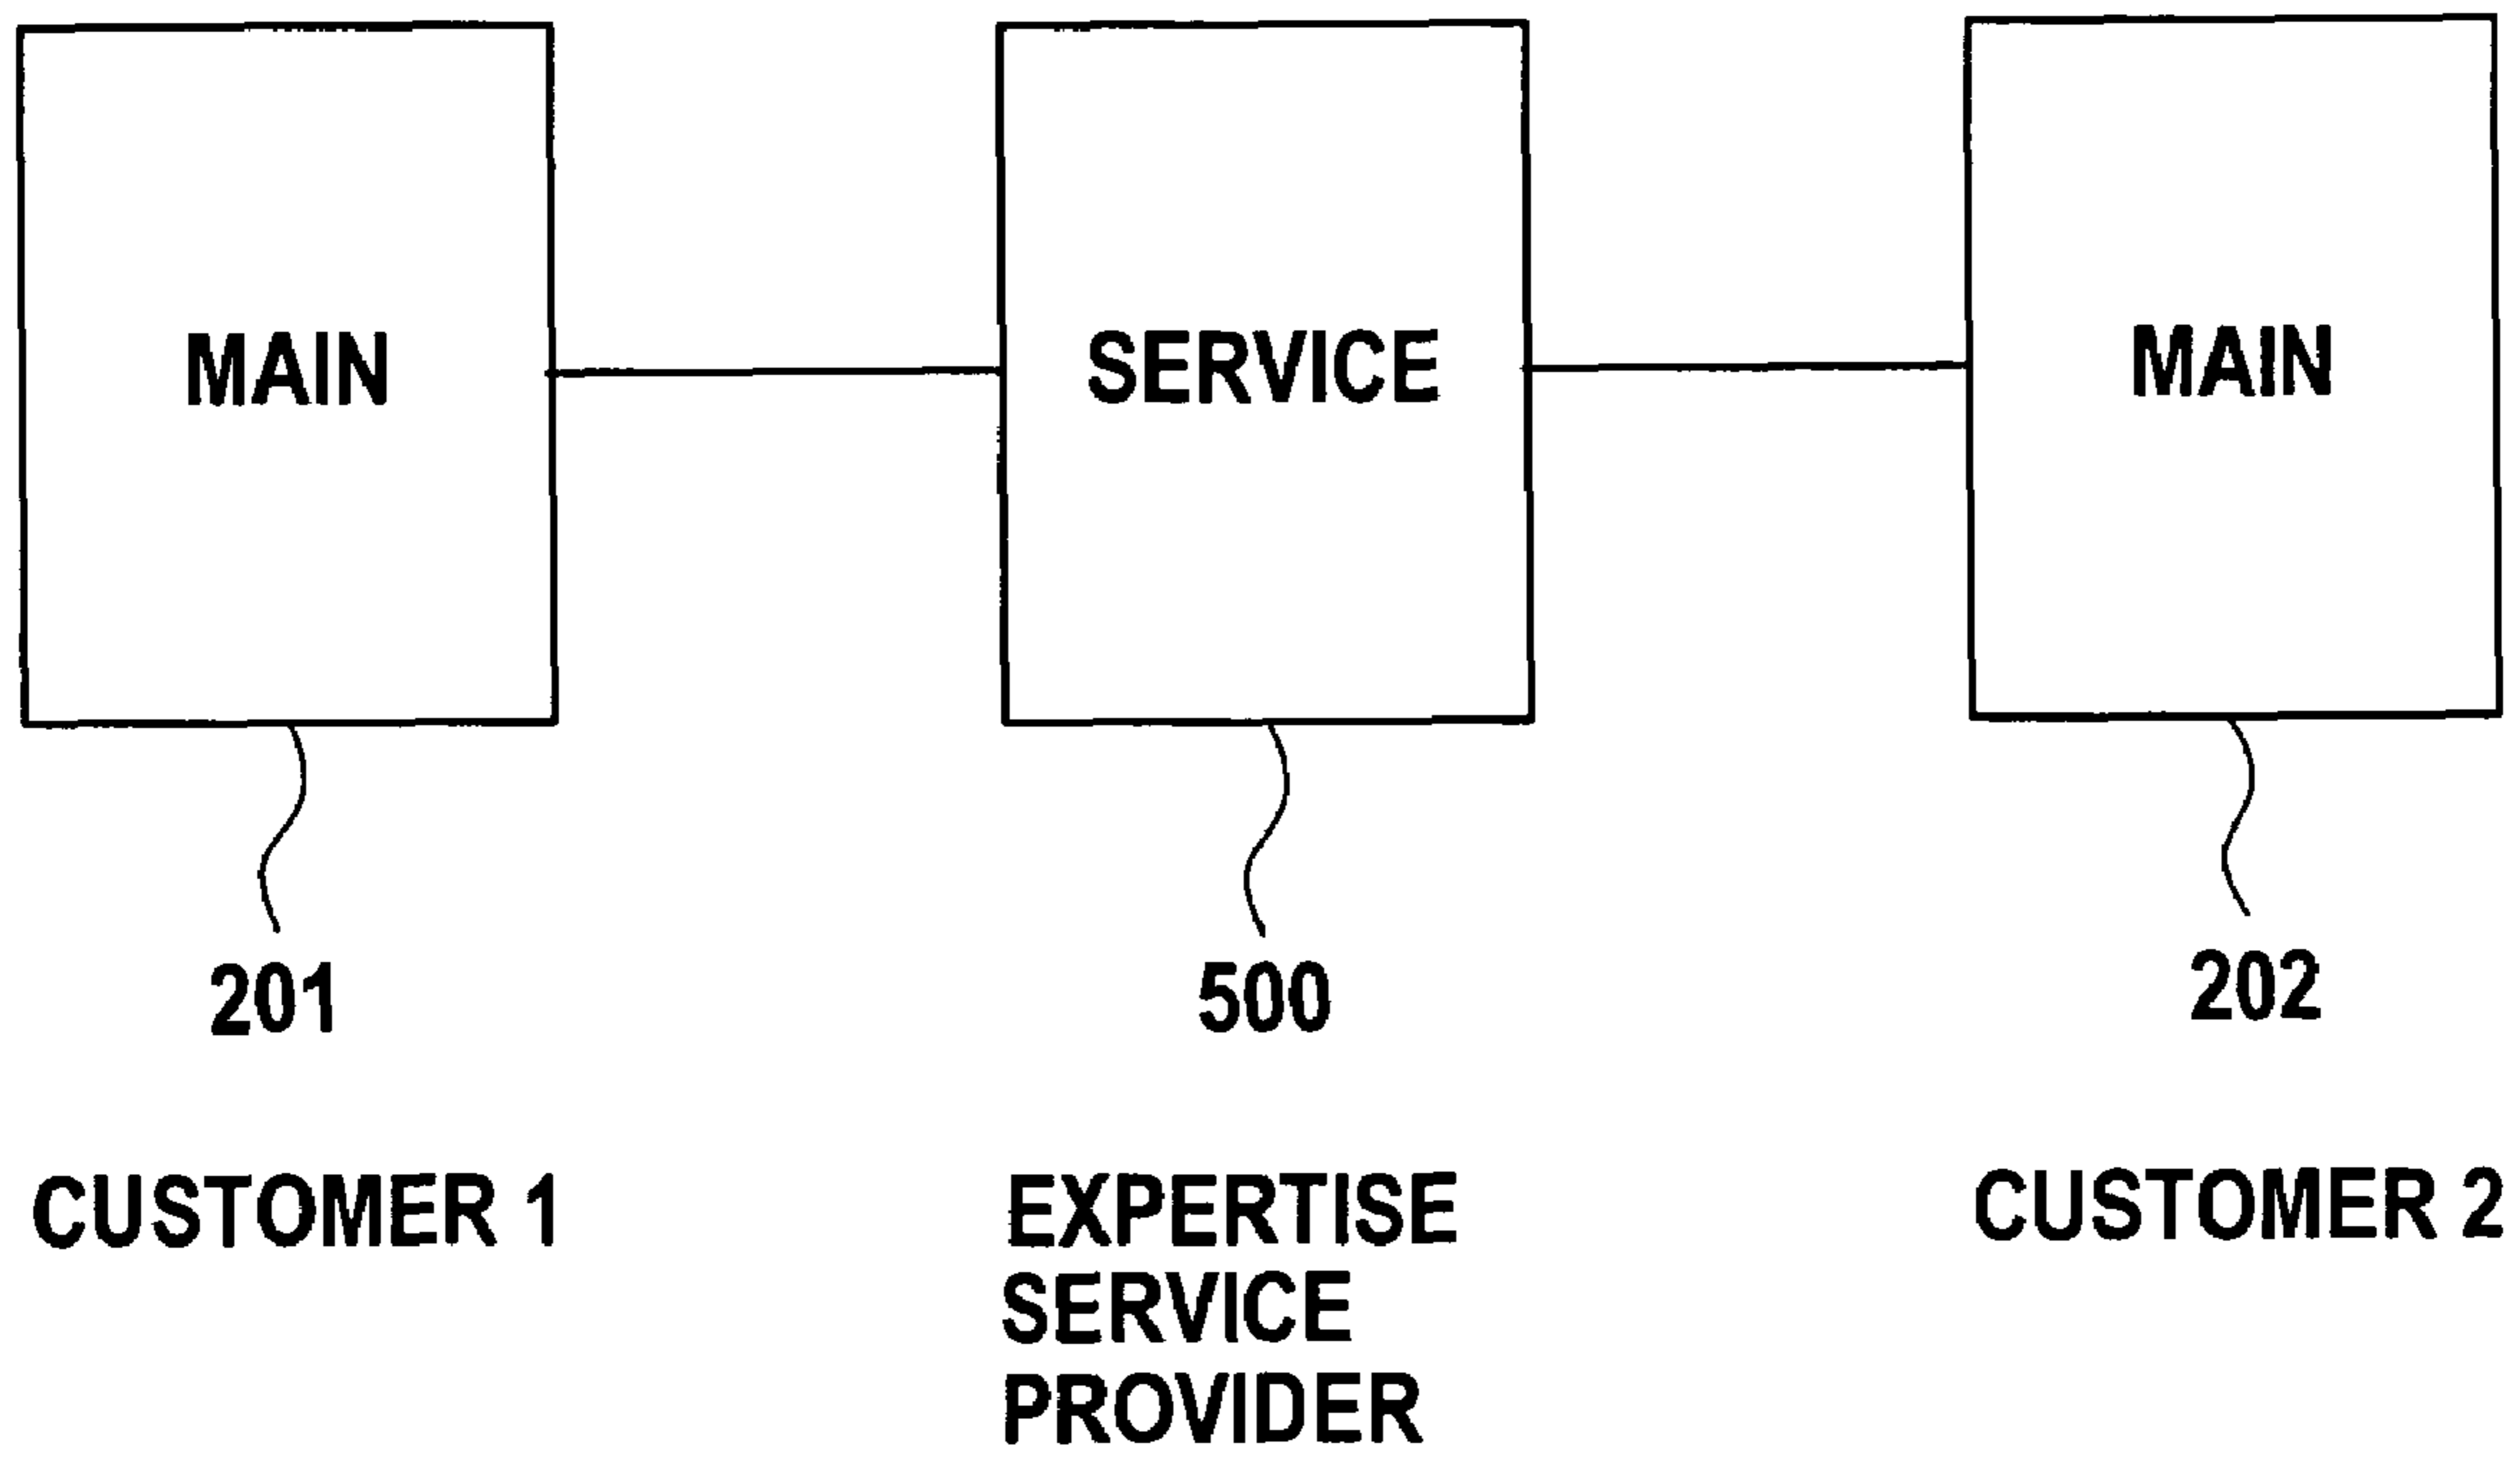 MAIN
SERVICE
MAIN
201
500
202
CUSTOMER 1
EXPERTISE
SERVICE
PROVIDER
CUSTOMER 2